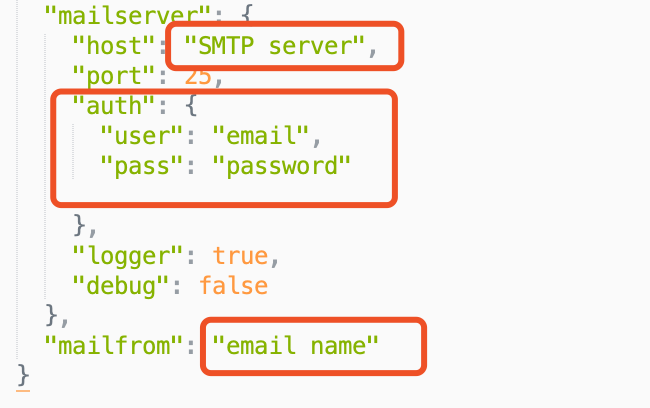 "mailserver": {
"host": "SMTP server",
"port": 25,
"auth": {
"user": "email",
"pass": "password"
},
"logger": true,
"debug": false
},
"mailfrom": "email name"
}